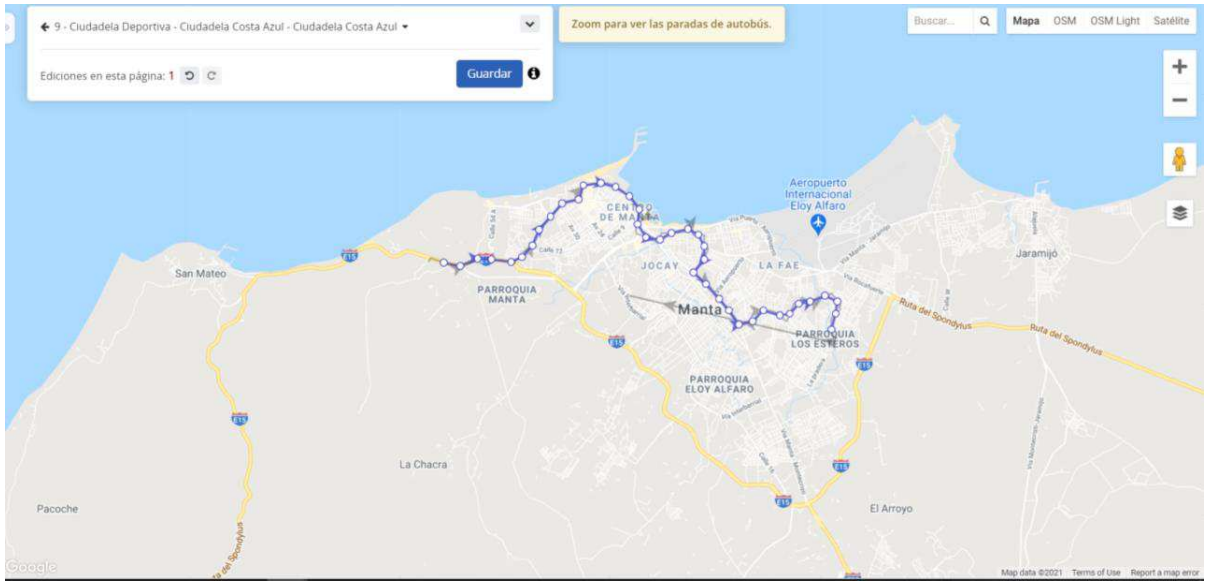 9 - Ciudadela Deportiva - Ciudadela Costa Azul - Ciudadela Costa Azul
Zoom para ver las paradas de autobús.
Buscar...
Mapa OSM OSM Light Satélite
Ediciones en esta página: 1
Guardar
Aeropuerto
Internacional
Eloy Alfaro
CENTRO
DE MANTA
Calle 13
San Mateo
E15
E15
JOCAY
LA FAE
Jaramijó
PARROQUIA
MANTA
Manta
Ruta del Spondylus
Ruta del Spondylus
PARROQUIA
LOS ESTEROS
E15
E15
PARROQUIA
ELOY ALFARO
E15
La Chacra
E15
E15
Pacoche
El Arroyo
Google
Map data ©2021 Terms of Use Report a map error